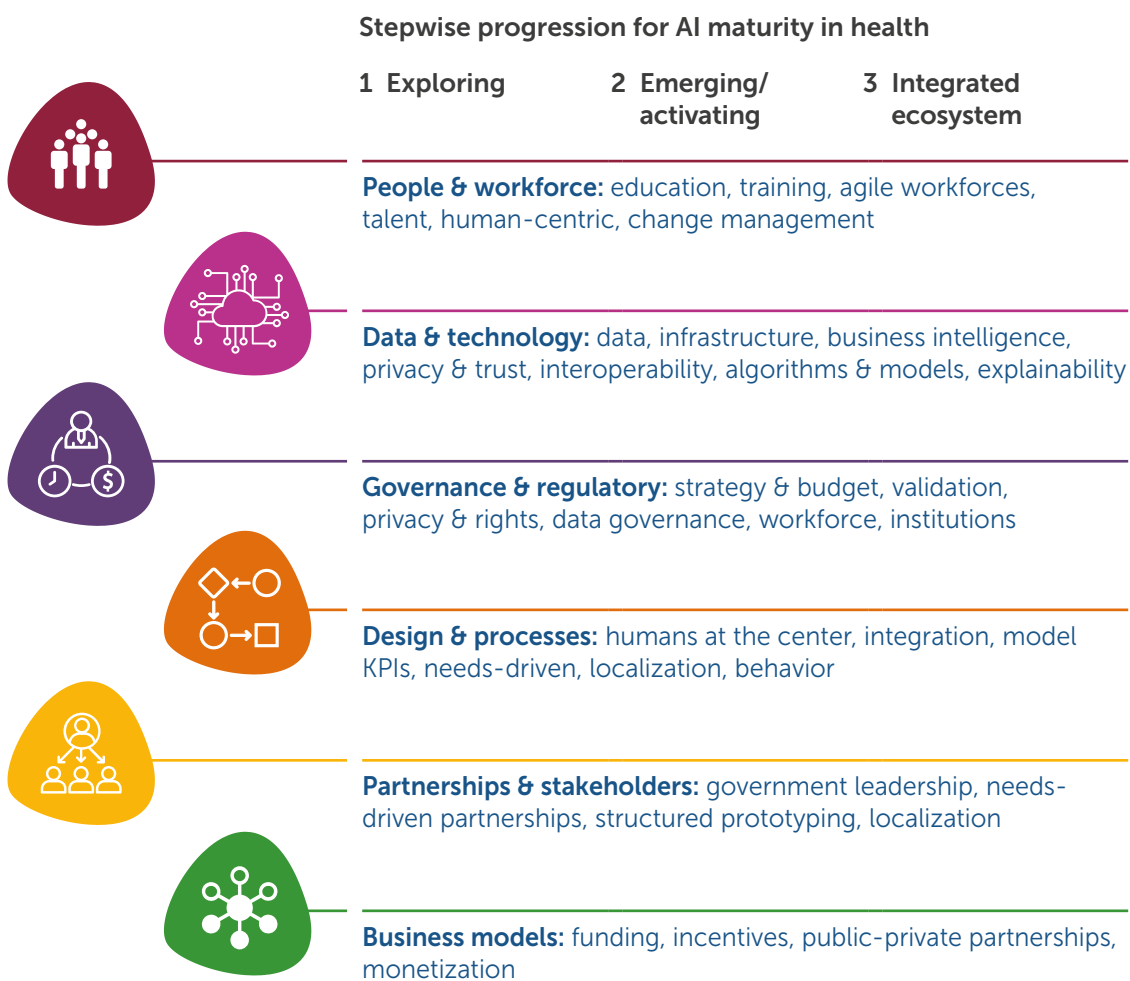 Stepwise progression for AI maturity in health
1 Exploring
2 Emerging/
activating
3 Integrated
ecosystem
People & workforce: education, training, agile workforces,
talent, human-centric, change management
Data & technology: data, infrastructure, business intelligence,
privacy & trust, interoperability, algorithms & models, explainability
$
Governance & regulatory: strategy & budget, validation,
privacy & rights, data governance, workforce, institutions
Design & processes: humans at the center, integration, model
KPIs, needs-driven, localization, behavior
Partnerships & stakeholders: government leadership, needs-
driven partnerships, structured prototyping, localization
Business models: funding, incentives, public-private partnerships,
monetization